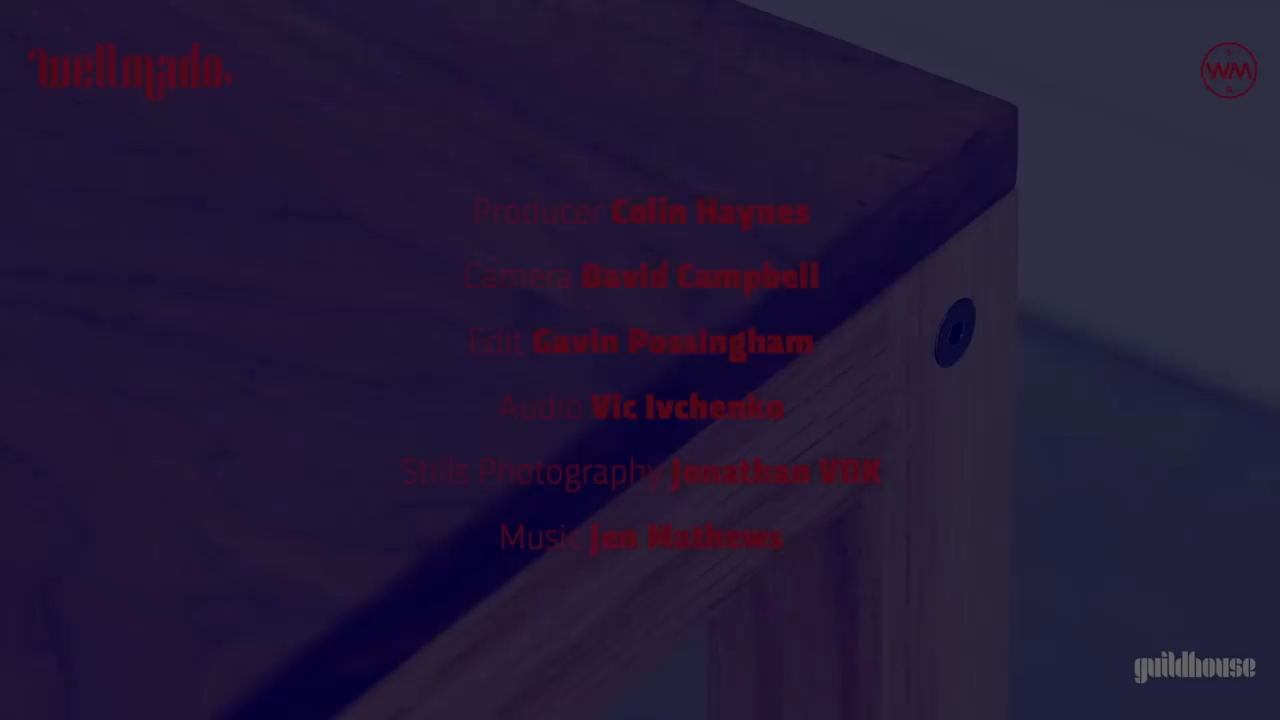 wellmade
S
WM
A
Producer Colin Haynes
Camera David Campbell
Edit Gavin Possingham
Audio Vic Ivchenko
Stills Photography Jonathan VDK
Music Jen Mathews
guildhouse